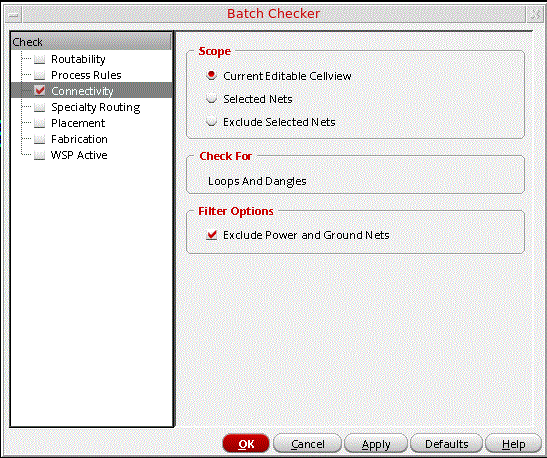 Batch Checker
Check
Routability
Process Rules
Connectivity
Specialty Routing
Placement
Fabrication
WSP Active
Scope
Current Editable Cellview
Selected Nets
Exclude Selected Nets
Check For
Loops And Dangles
Filter Options
Exclude Power and Ground Nets
OK Cancel Apply Defaults Help